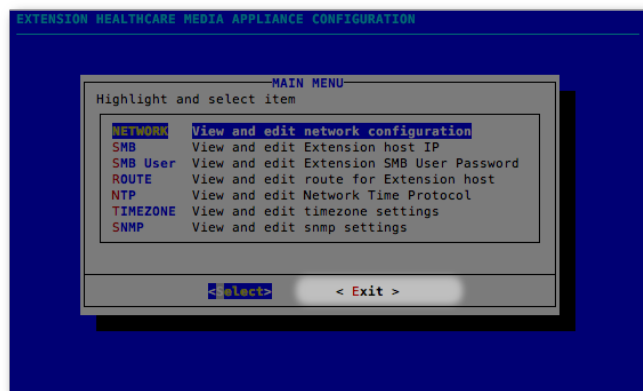 EXTENSION HEALTHCARE MEDIA APPLIANCE CONFIGURATION
MAIN MENU
Highlight and select item
NETWORK View and edit network configuration
SMB View and edit Extension host IP
SMB User View and edit Extension SMB User Password
ROUTE View and edit route for Extension host
NTP View and edit Network Time Protocol
TIMEZONE View and edit timezone settings
SNMP View and edit snmp settings
<Select> < Exit >